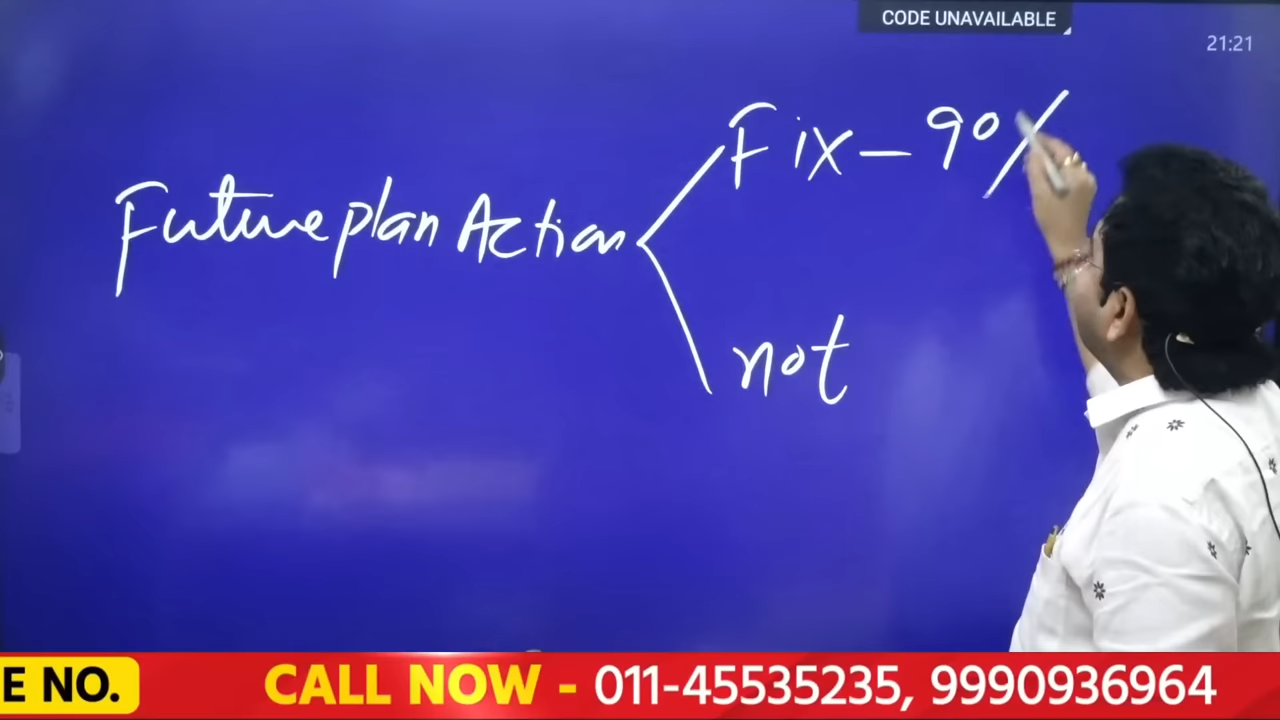 CODE UNAVAILABLE
21:21
Fix - 90%
Future plan Action
not
E NO. CALL NOW - 011-45535235, 9990936964